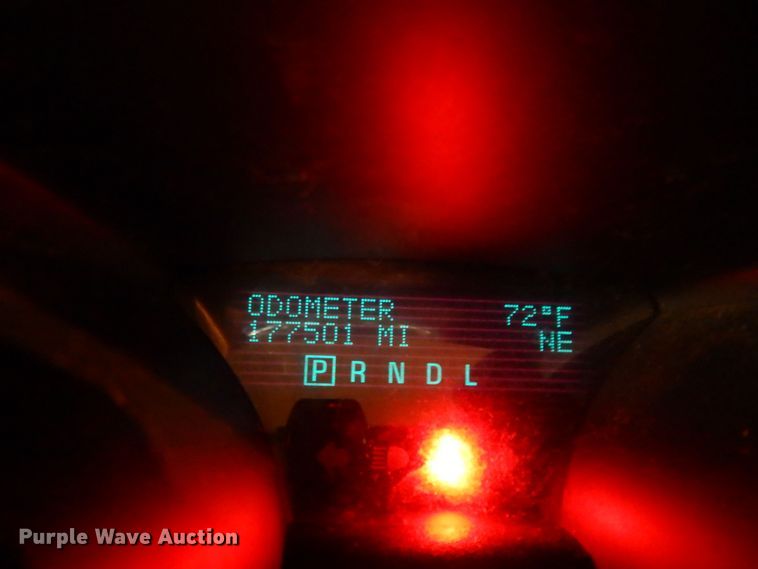 ODOMETER 72°F
177501 MI NE
P R N D L
Purple Wave Auction